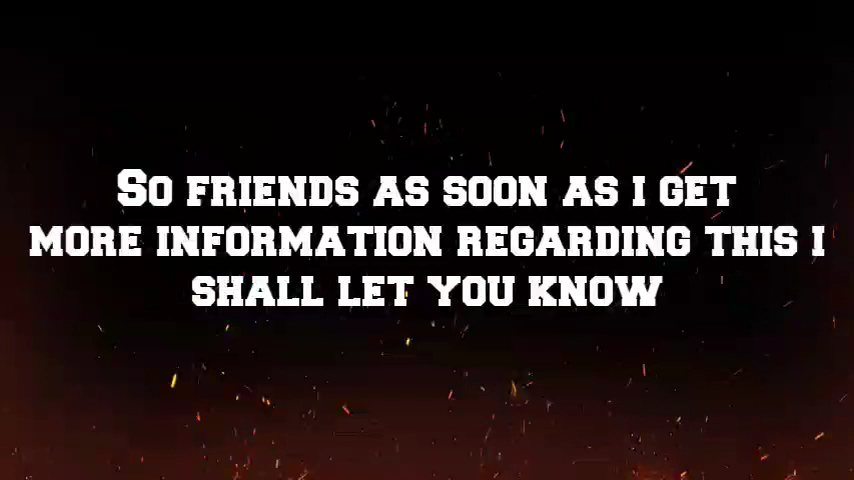 So friends as soon as i get
more information regarding this i
shall let you know